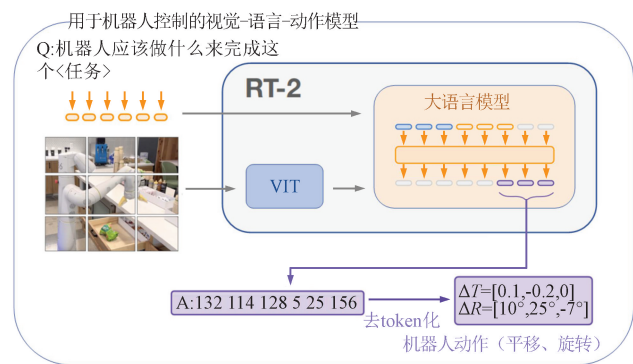 用于机器人控制的视觉–语言–动作模型
Q:机器人应该做什么来完成这
个<任务>
RT-2
大语言模型
VIT
A:132 114 128 5 25 156
去token化
ΔT=[0.1,-0.2,0]
ΔR=[10°,25°,-7°]
机器人动作（平移、旋转）